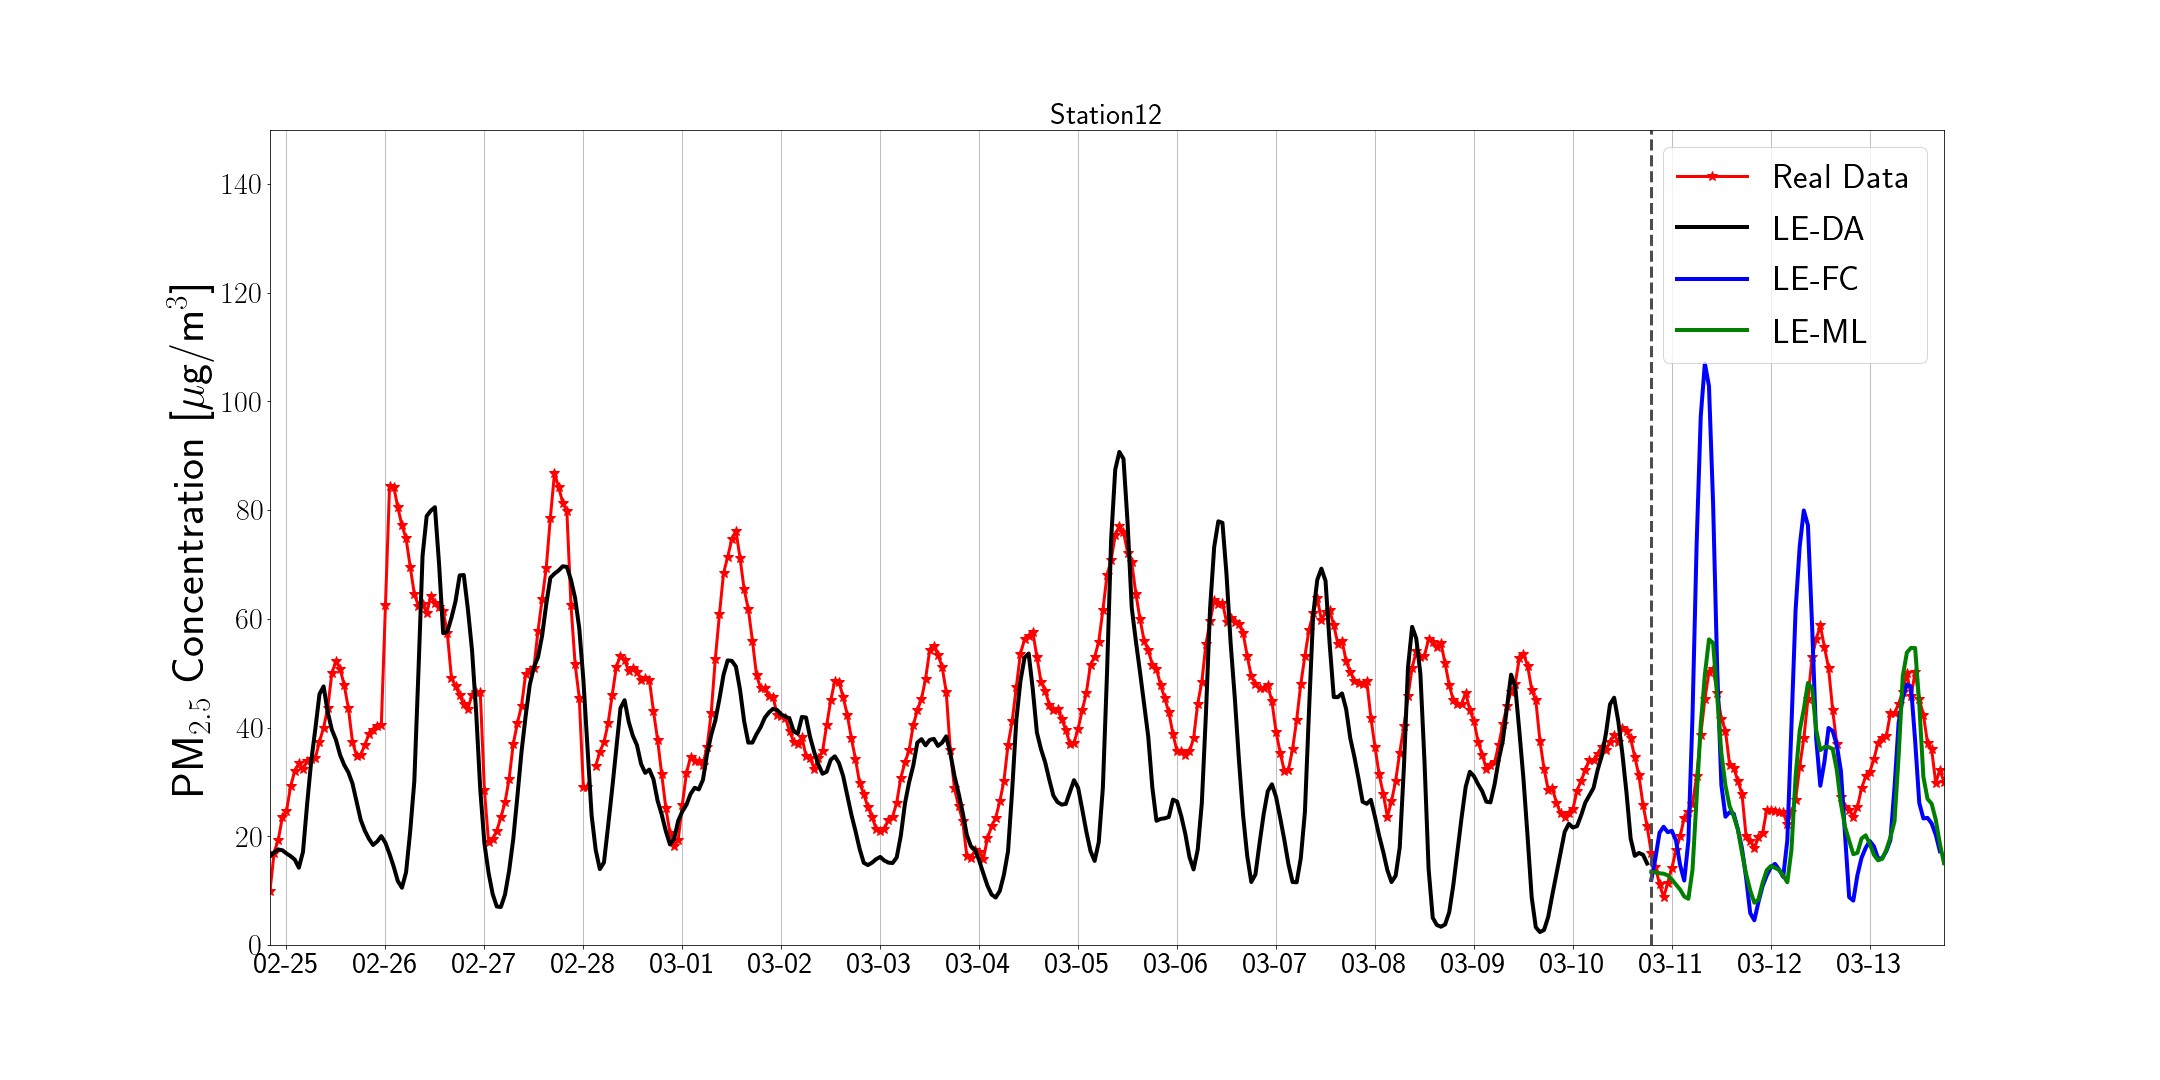 Station12
PM2.5 Concentration [μg/m³]
140
120
100
80
60
40
20
0
02-25 02-26 02-27 02-28 03-01 03-02 03-03 03-04 03-05 03-06 03-07 03-08 03-09 03-10 03-11 03-12 03-13
Real Data
LE-DA
LE-FC
LE-ML